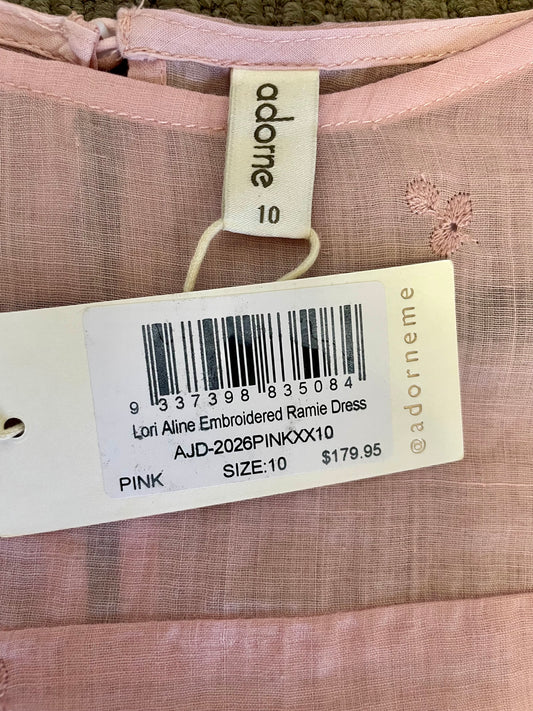 adorne
10
9 337398 835084
Lori Aline Embroidered Ramie Dress
AJD-2026PINKXX10
SIZE:10
$179.95
PINK
@adorneme